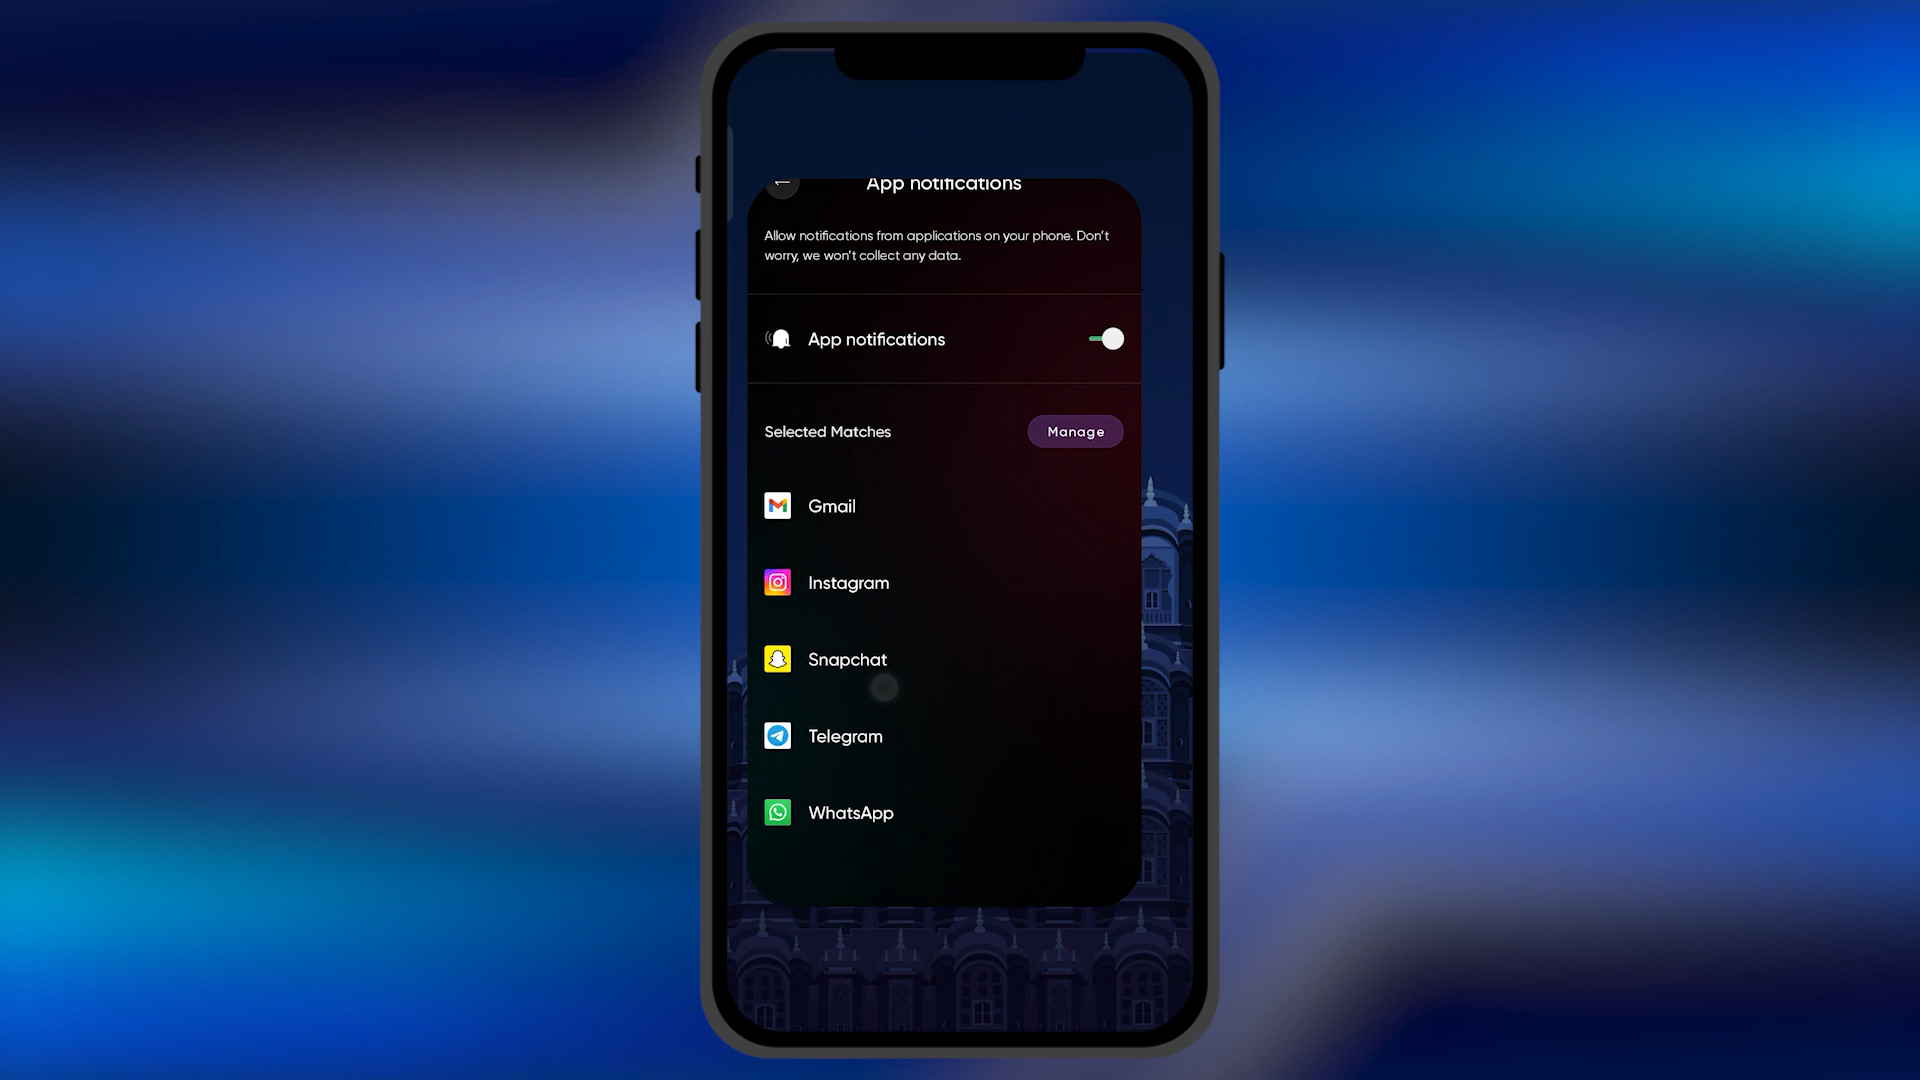 App notifications
Allow notifications from applications on your phone. Don't
worry, we won't collect any data.
App notifications
Selected Matches
Manage
Gmail
Instagram
Snapchat
Telegram
WhatsApp